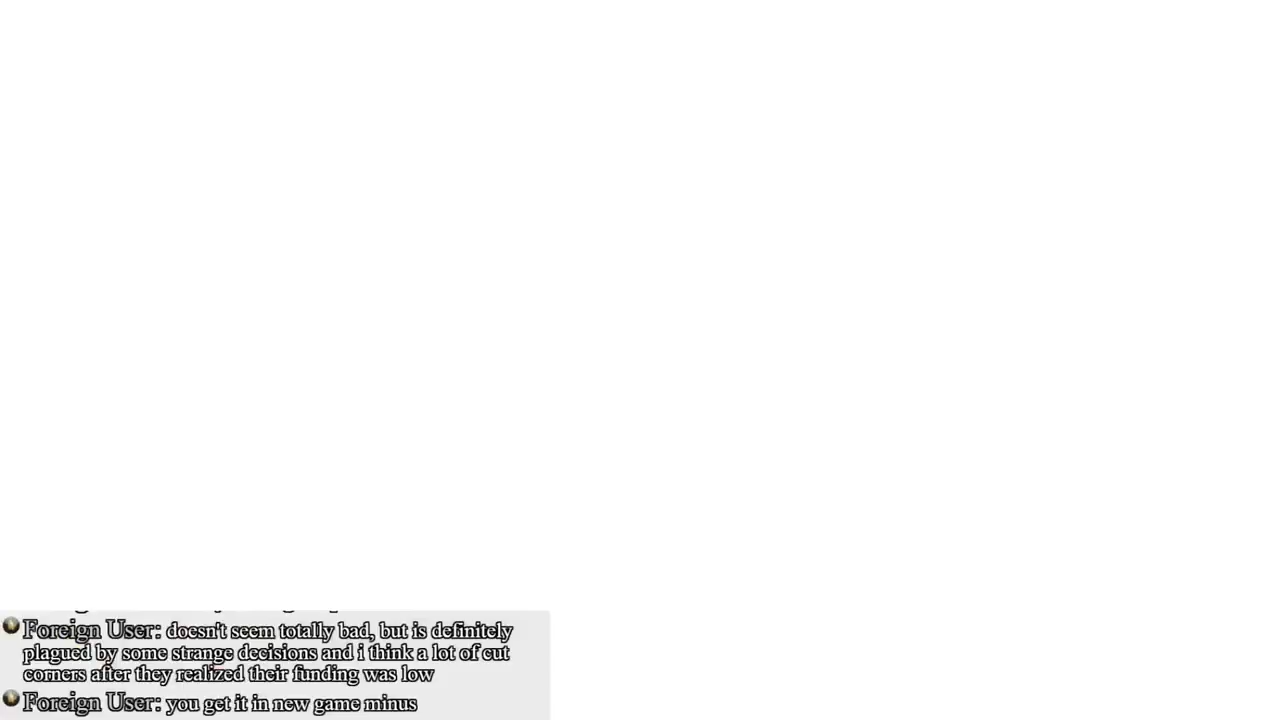 Foreign User: doesn't seem totally bad, but is definitely
plagued by some strange decisions and i think a lot of cut
corners after they realized their funding was low
Foreign User: you get it in new game minus